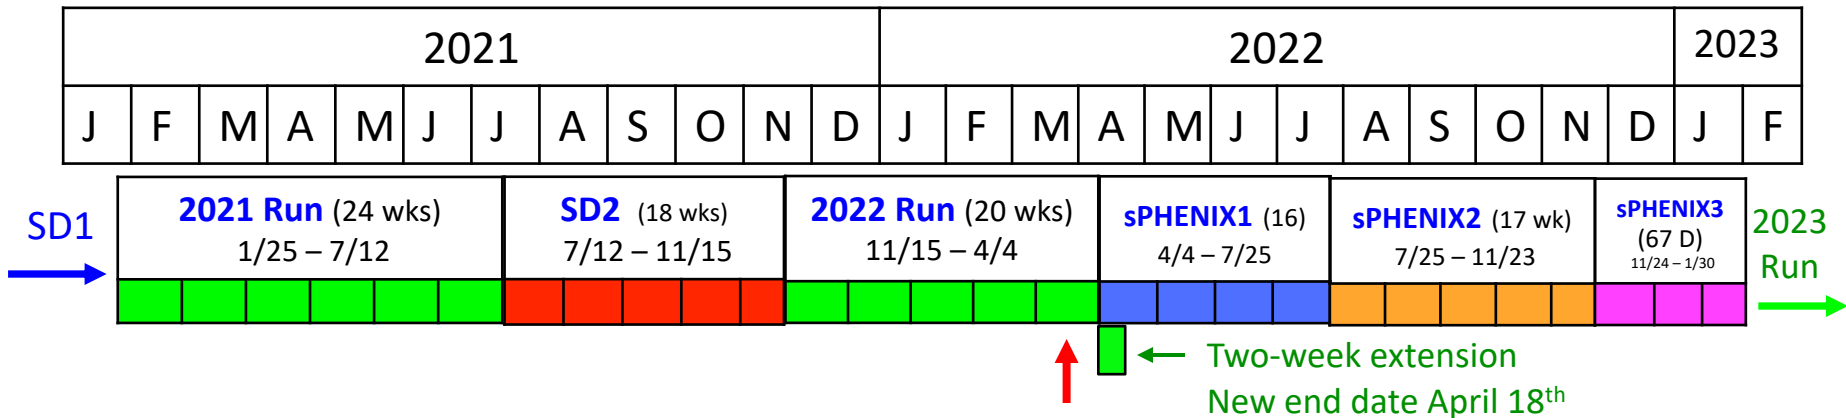 2021 2022 2023
J F M A M J J A S O N D J F M A M J J A S O N D J F
SD1
2021 Run (24 wks)
1/25 – 7/12
SD2 (18 wks)
7/12 – 11/15
2022 Run (20 wks)
11/15 – 4/4
sPHENIX1 (16)
4/4 – 7/25
sPHENIX2 (17 wk)
7/25 – 11/23
sPHENIX3
(67 D)
11/24 – 1/30
2023
Run
Two-week extension
New end date April 18th